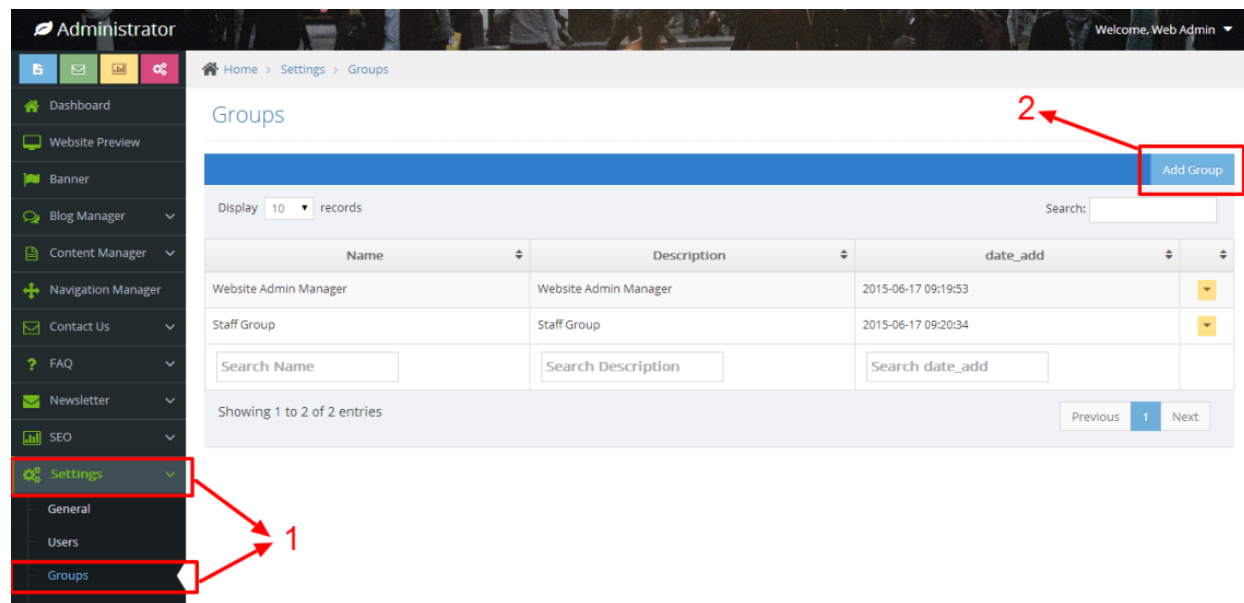 Administrator
Welcome, Web Admin
Home > Settings > Groups
Dashboard
Website Preview
Banner
Blog Manager
Content Manager
Navigation Manager
Contact Us
? FAQ
Newsletter
SEO
Settings
General
Users
Groups
1
Groups
2
Add Group
Display 10 records
Search:
Name Description date_add
Website Admin Manager Website Admin Manager 2015-06-17 09:19:53
Staff Group Staff Group 2015-06-17 09:20:34
Search Name Search Description Search date_add
Showing 1 to 2 of 2 entries
Previous 1 Next